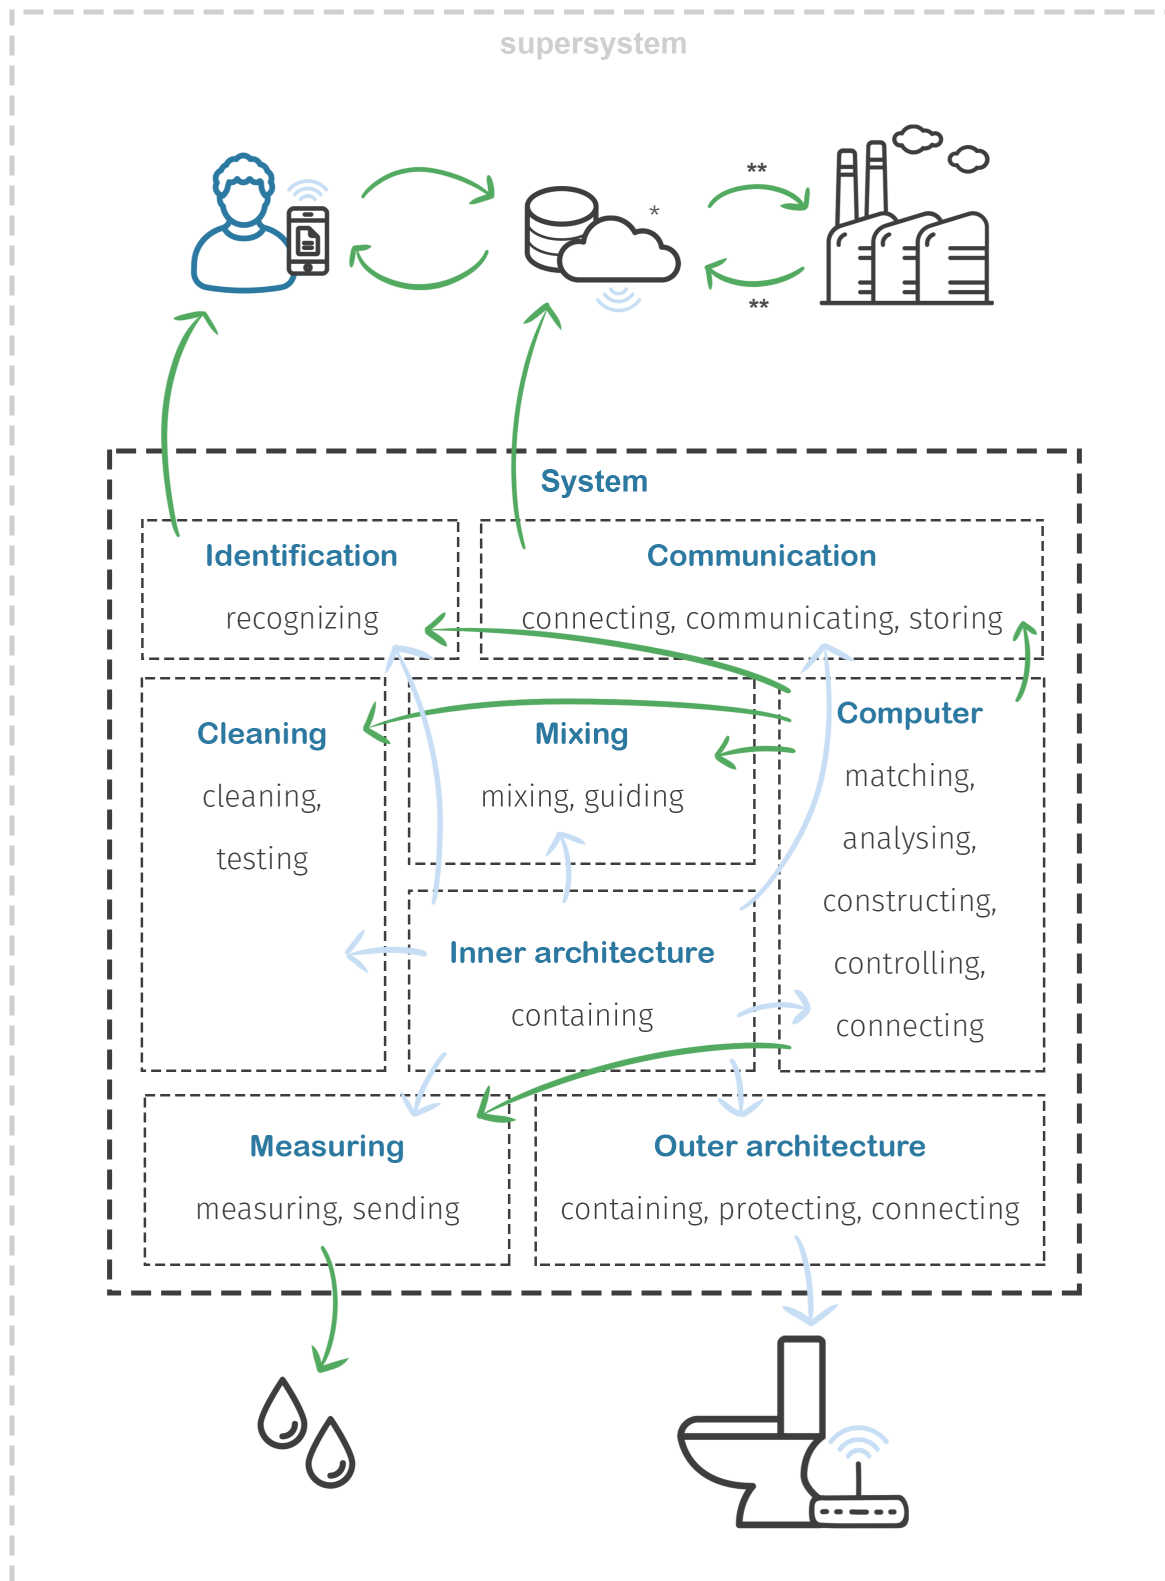 supersystem
**
*
**
System
Identification
recognizing
Communication
connecting, communicating, storing
Cleaning
cleaning,
testing
Mixing
mixing, guiding
Computer
matching,
analysing,
constructing,
controlling,
connecting
Inner architecture
containing
Measuring
measuring, sending
Outer architecture
containing, protecting, connecting